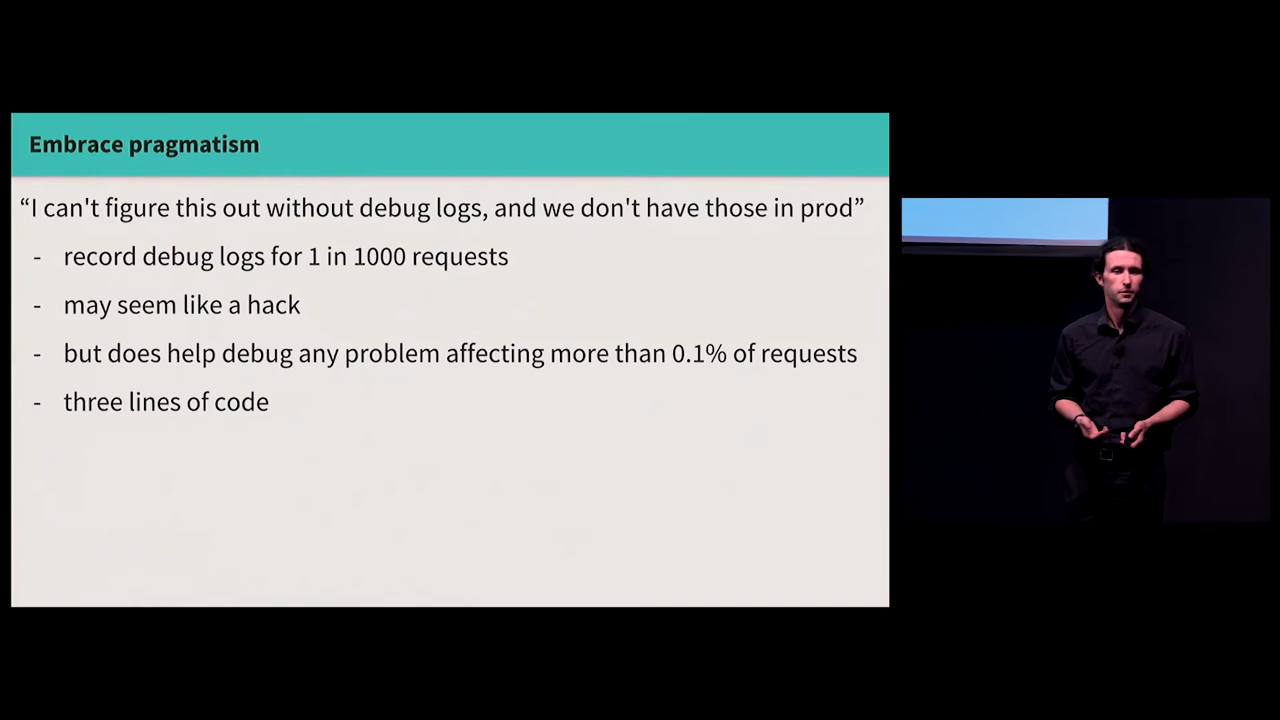 Embrace pragmatism
“I can't figure this out without debug logs, and we don't have those in prod”
- record debug logs for 1 in 1000 requests
- may seem like a hack
- but does help debug any problem affecting more than 0.1% of requests
- three lines of code